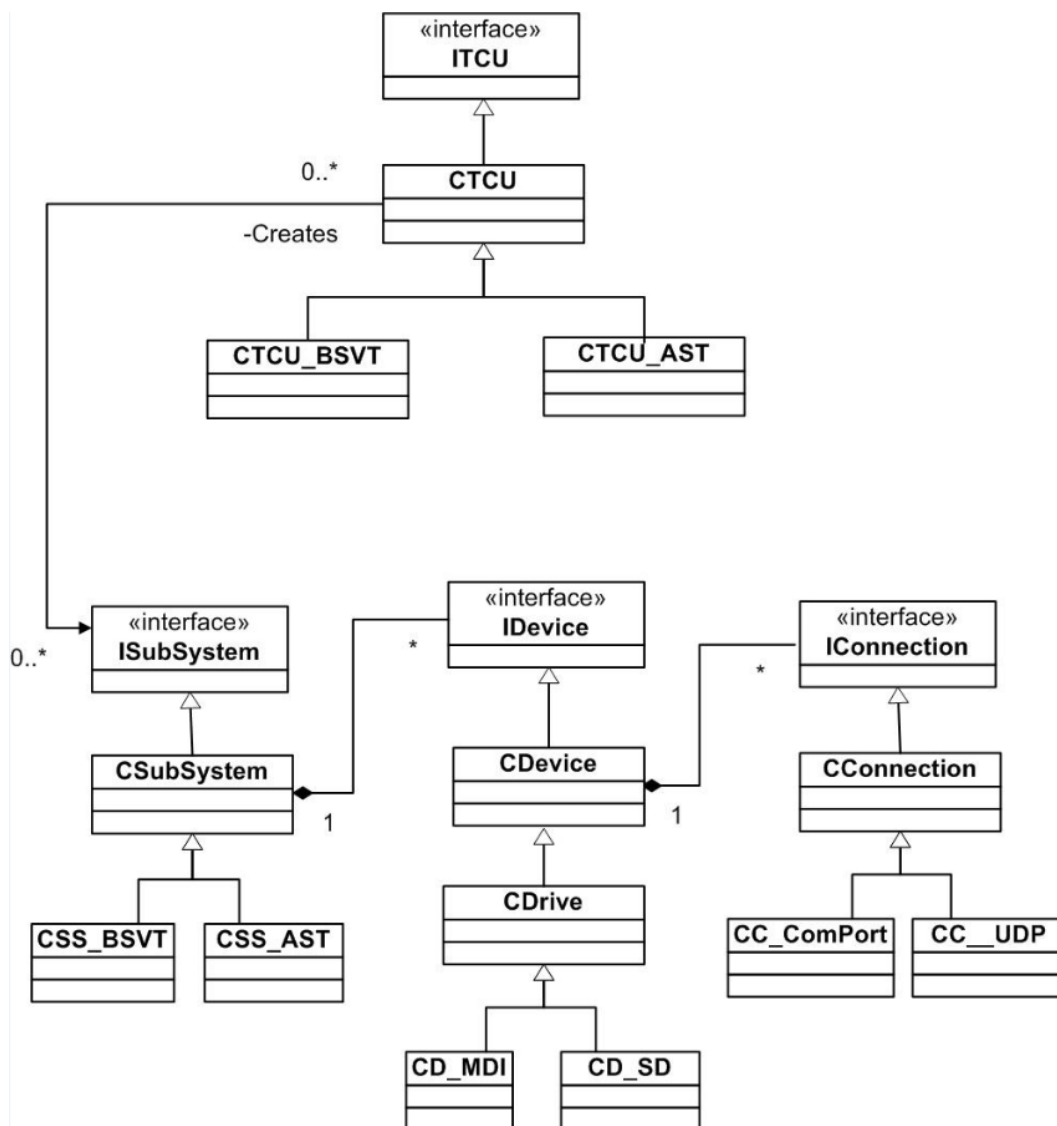 «interface»
ITCU
0..*
CTCU
-Creates
CTCU_BSVT
CTCU_AST
«interface»
ISubSystem
0..*
«interface»
IDevice
*
«interface»
IConnection
*
CSubSystem
1
CDevice
1
CConnection
CSS_BSVT
CSS_AST
CDrive
CC_ComPort
CC__UDP
CD_MDI
CD_SD